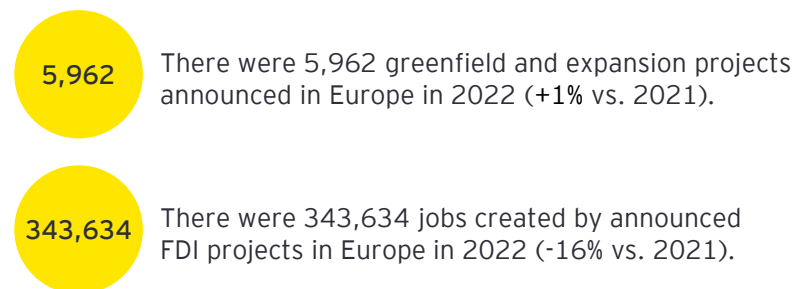 5,962
There were 5,962 greenfield and expansion projects
announced in Europe in 2022 (+1% vs. 2021).
343,634
There were 343,634 jobs created by announced
FDI projects in Europe in 2022 (-16% vs. 2021).